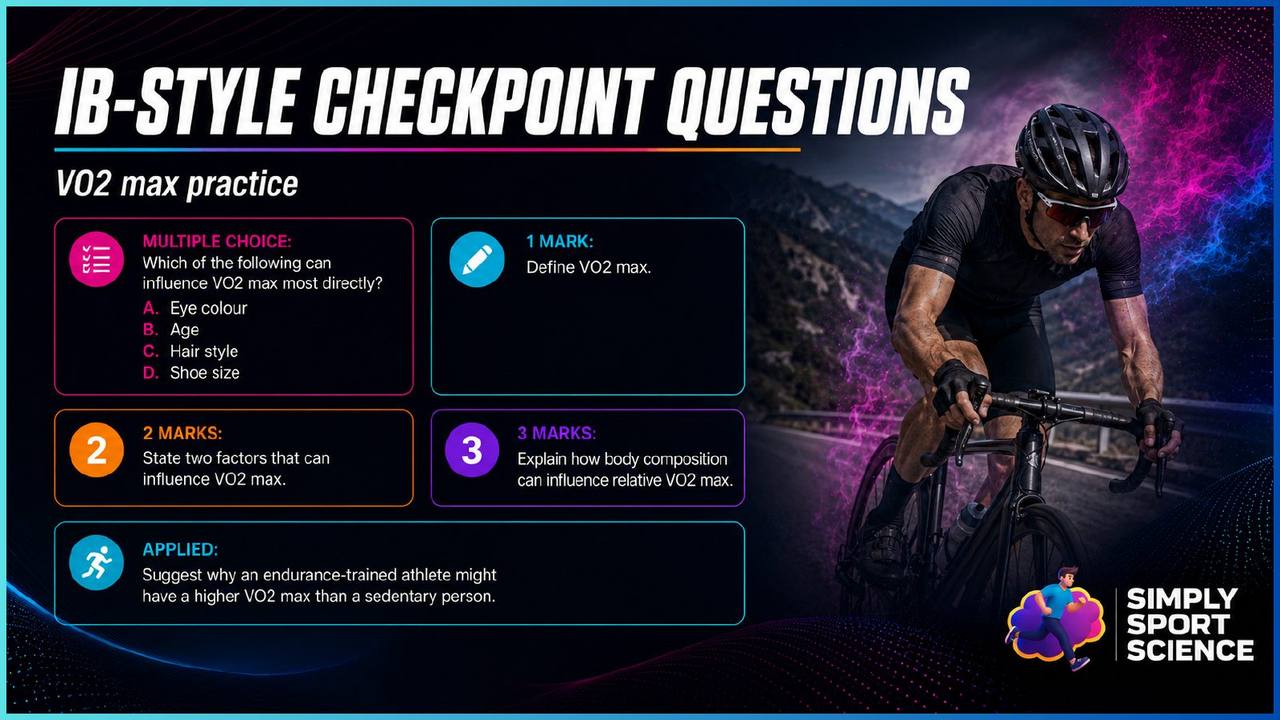 IB-STYLE CHECKPOINT QUESTIONS
VO2 max practice
MULTIPLE CHOICE:
Which of the following can
influence VO2 max most directly?
A. Eye colour
B. Age
C. Hair style
D. Shoe size
1 MARK:
Define VO2 max.
2
2 MARKS:
State two factors that can
influence VO2 max.
3
3 MARKS:
Explain how body composition
can influence relative VO2 max.
APPLIED:
Suggest why an endurance-trained athlete might
have a higher VO2 max than a sedentary person.
SIMPLY
SPORT
SCIENCE